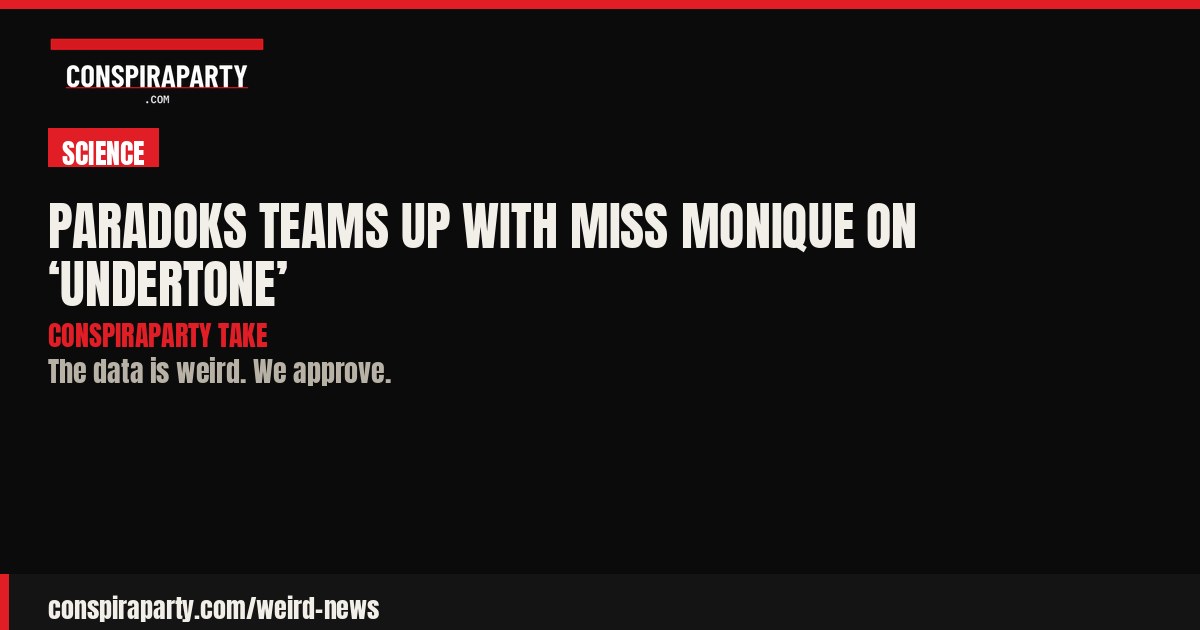 CONSPIRAPARTY
.COM
SCIENCE
PARADOKS TEAMS UP WITH MISS MONIQUE ON
‘UNDERTONE’
CONSPIRAPARTY TAKE
The data is weird. We approve.
conspiraparty.com/weird-news